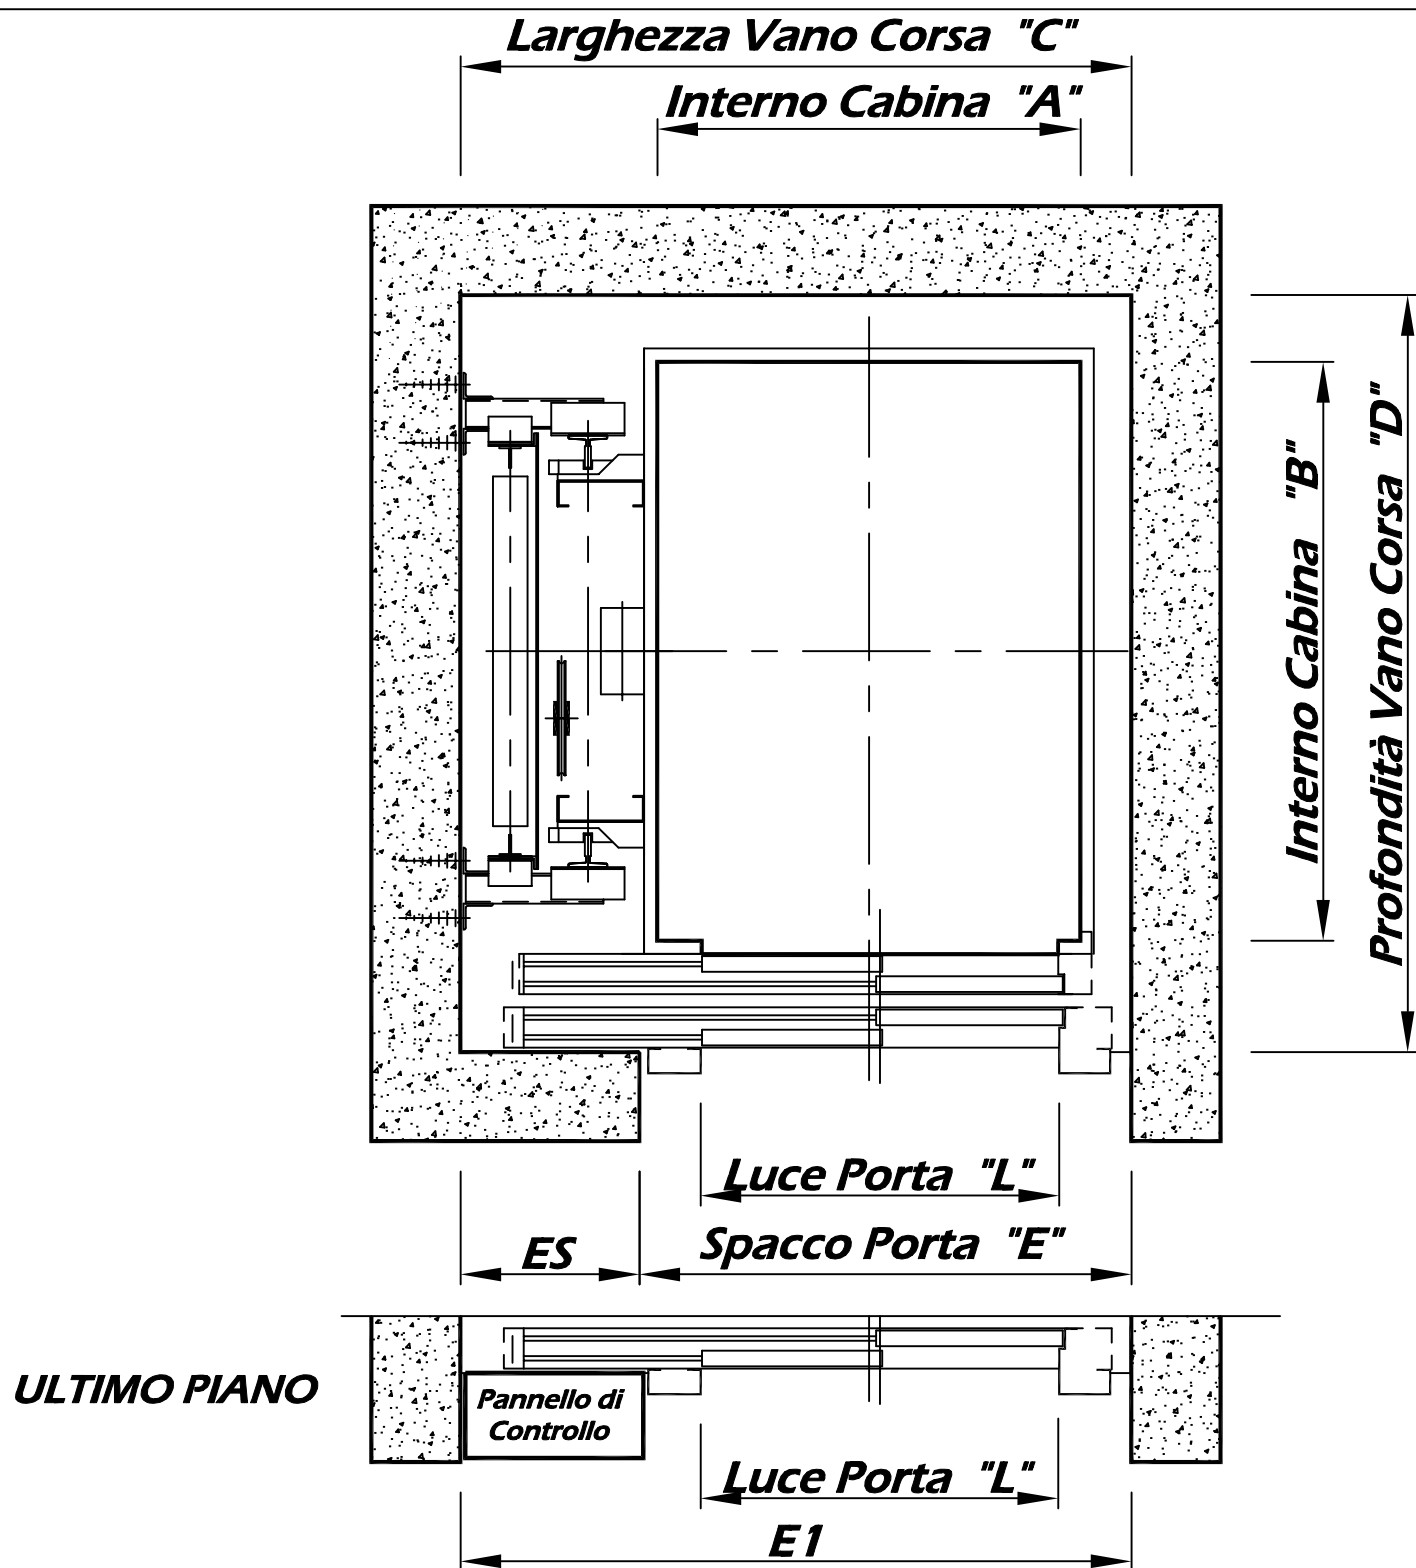 Larghezza Vano Corsa "C"
Interno Cabina "A"
Interno Cabina "B"
Profondità Vano Corsa "D"
Luce Porta "L"
ES
Spacco Porta "E"
ULTIMO PIANO
Pannello di
Controllo
Luce Porta "L"
E1